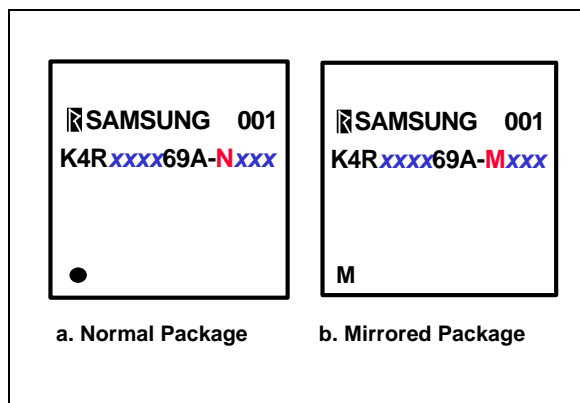 SAMSUNG 001
K4Rxxxx69A-Nxxx
a. Normal Package
SAMSUNG 001
K4Rxxxx69A-Mxxx
M
b. Mirrored Package